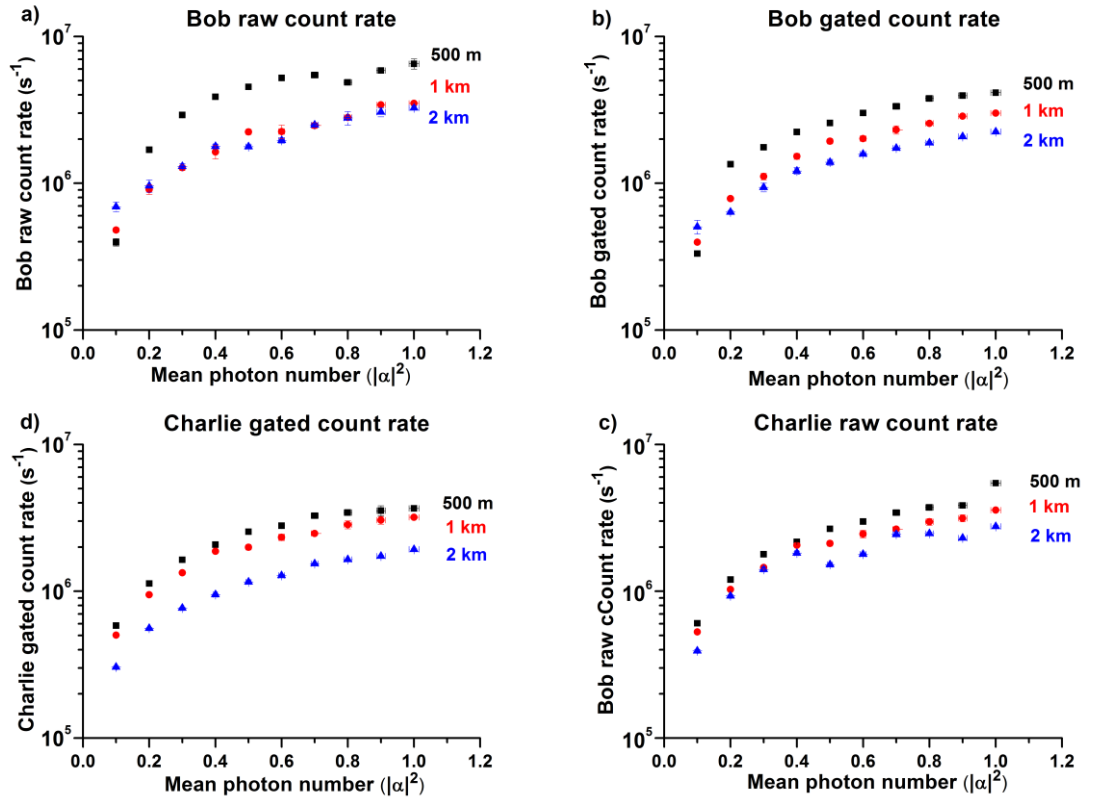 a)
Bob raw count rate
Bob raw count rate (s⁻¹)
10⁷
10⁶
10⁵
500 m
1 km
2 km
0.0 0.2 0.4 0.6 0.8 1.0 1.2
Mean photon number (|α|²)
b)
Bob gated count rate
Bob gated count rate (s⁻¹)
10⁷
10⁶
10⁵
500 m
1 km
2 km
0.0 0.2 0.4 0.6 0.8 1.0 1.2
Mean photon number (|α|²)
d)
Charlie gated count rate
Charlie gated count rate (s⁻¹)
10⁷
10⁶
10⁵
500 m
1 km
2 km
0.0 0.2 0.4 0.6 0.8 1.0 1.2
Mean photon number (|α|²)
c)
Charlie raw count rate
Bob raw cCount rate (s⁻¹)
10⁷
10⁶
10⁵
500 m
1 km
2 km
0.0 0.2 0.4 0.6 0.8 1.0 1.2
Mean photon number (|α|²)